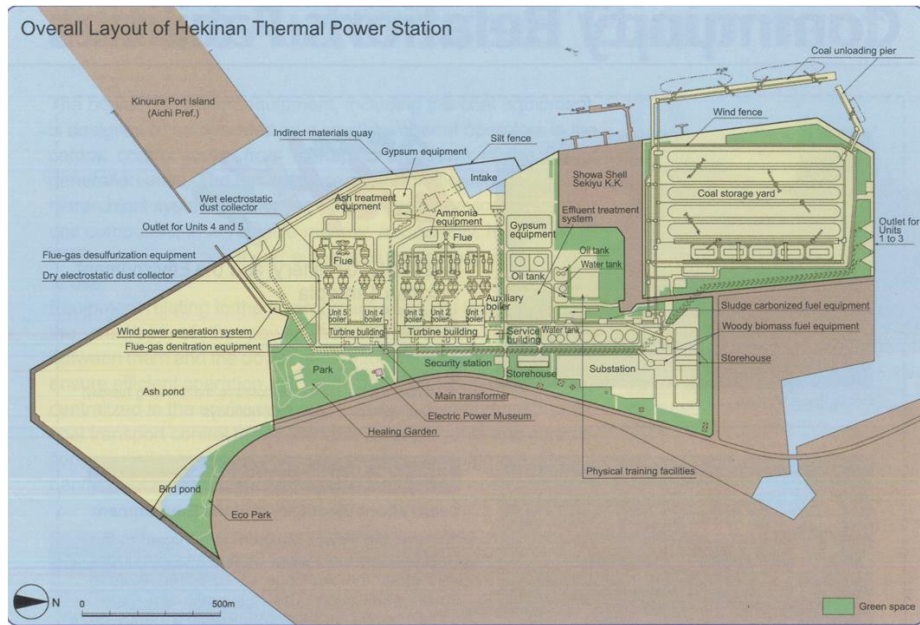 Overall Layout of Hekinan Thermal Power Station
Coal unloading pier
Kinuura Port Island
(Aichi Pref.)
Wind fence
Indirect materials quay
Silt fence
Gypsum equipment
Intake
Showa Shell
Sekiyu K.K.
Coal storage yard
Wet electrostatic
dust collector
Ash treatment
equipment
Ammonia
equipment
Effluent treatment
system
Outlet for Units 4 and 5
Flue
Gypsum
equipment
Outlet for
Units
1 to 3
Flue-gas desulfurization equipment
Flue
Oil tank
Dry electrostatic dust collector
Oil tank
Water tank
Unit 5
boiler
Unit 4
boiler
Unit 3
boiler
Unit 2
boiler
Unit 1
boiler
Auxiliary
boiler
Sludge carbonized fuel equipment
Wind power generation system
Turbine building
Turbine building
Service
building
Water tank
Woody biomass fuel equipment
Flue-gas denitration equipment
Storehouse
Park
Security station
Storehouse
Substation
Ash pond
Main transformer
Electric Power Museum
Healing Garden
Physical training facilities
Bird pond
Eco Park
N
0
500m
Green space